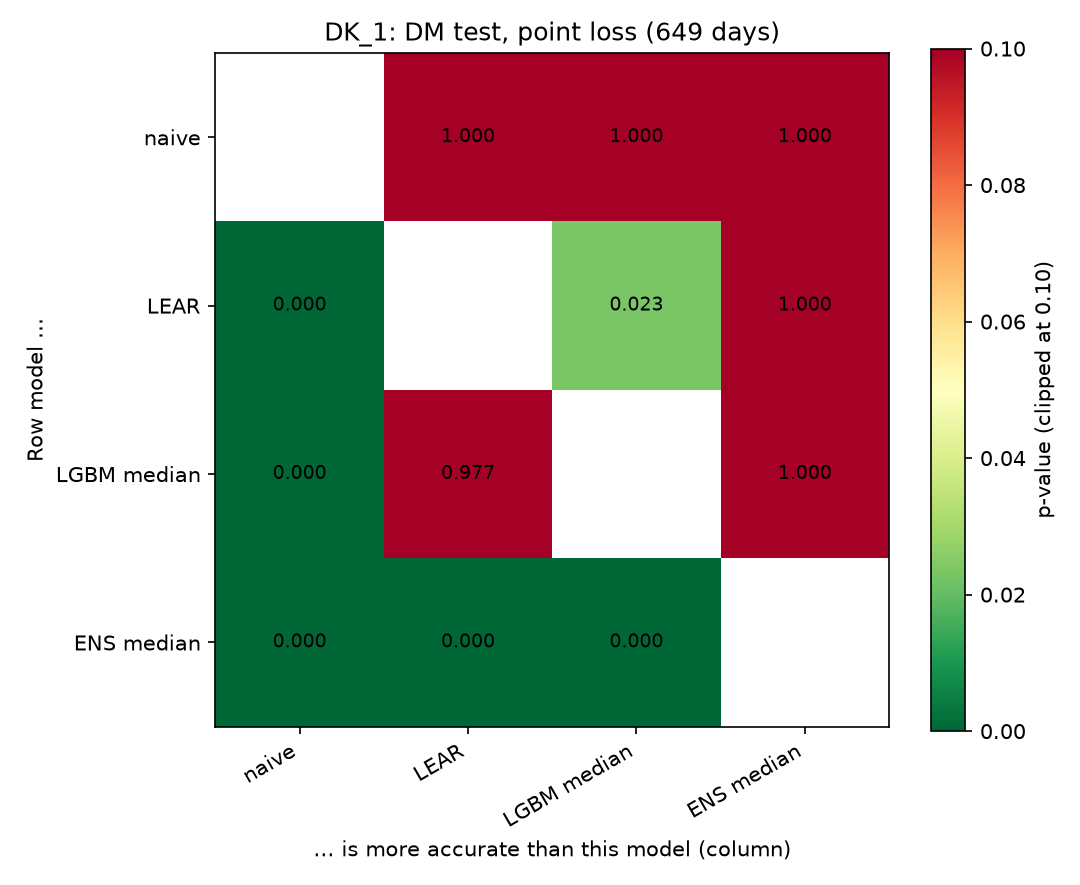 DK_1: DM test, point loss (649 days)
naive
1.000 1.000 1.000
LEAR
0.000 0.023 1.000
LGBM median
0.000 0.977 1.000
ENS median
0.000 0.000 0.000
Row model ...
naive
LEAR
LGBM median
ENS median
... is more accurate than this model (column)
0.10
0.08
0.06
0.04
0.02
0.00
p-value (clipped at 0.10)